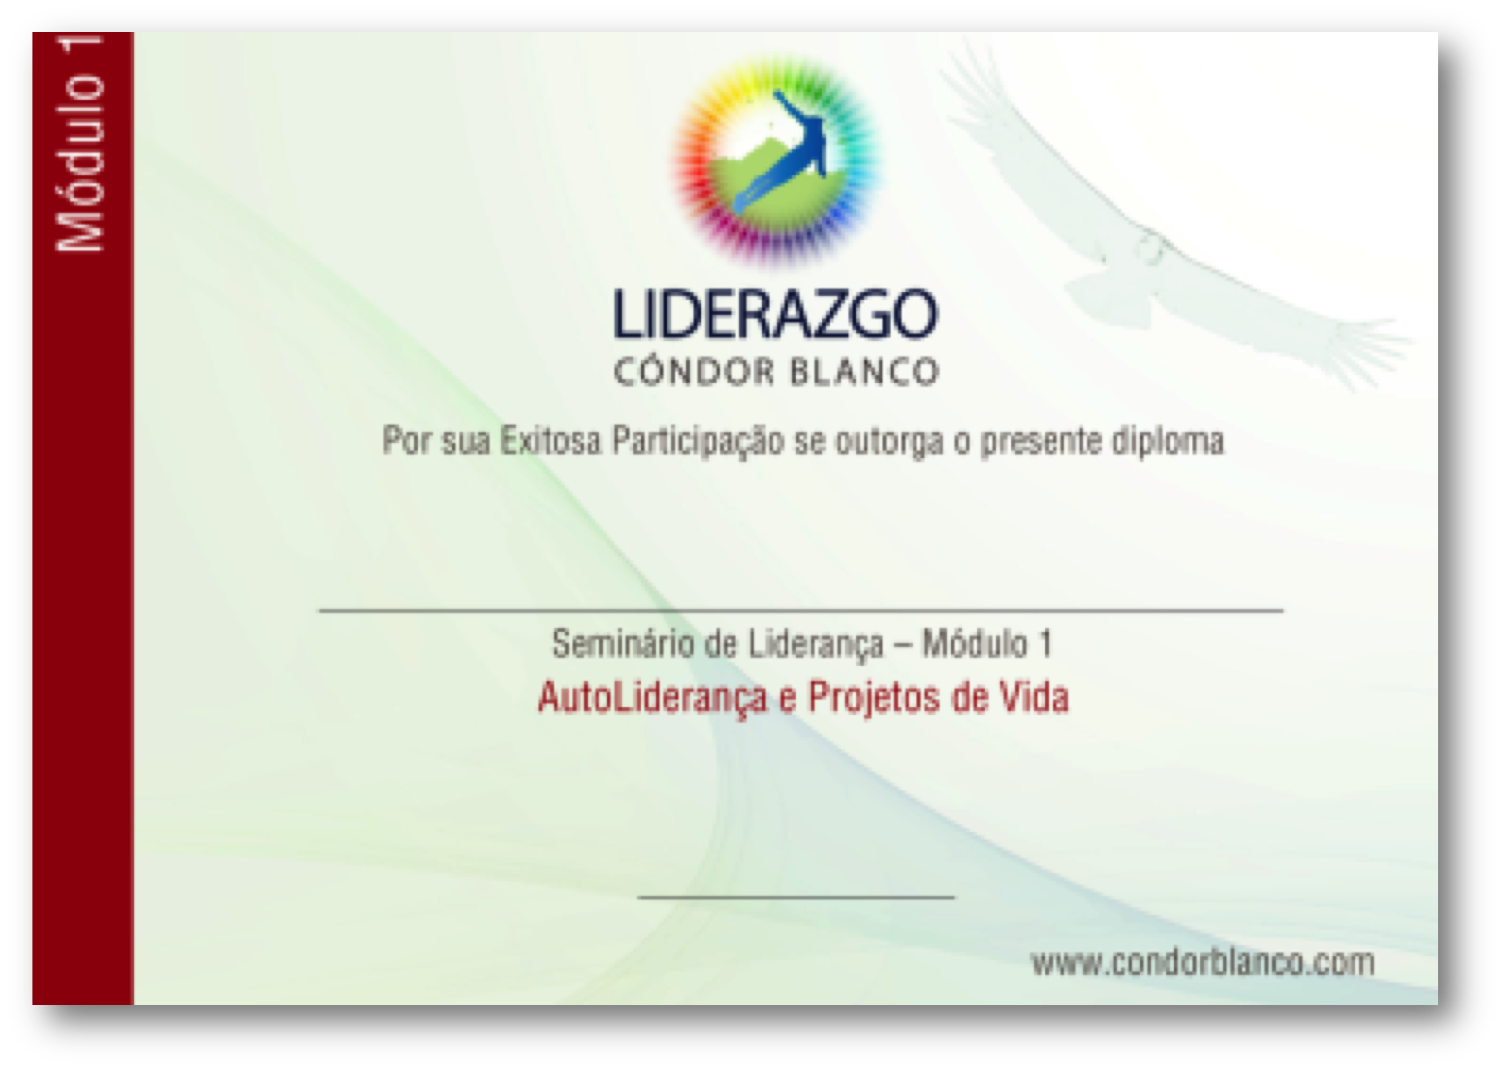 Módulo 1
LIDERAZGO
CÓNDOR BLANCO
Por sua Exitosa Participação se outorga o presente diploma
Seminário de Liderança – Módulo 1
AutoLiderança e Projetos de Vida
www.condorblanco.com